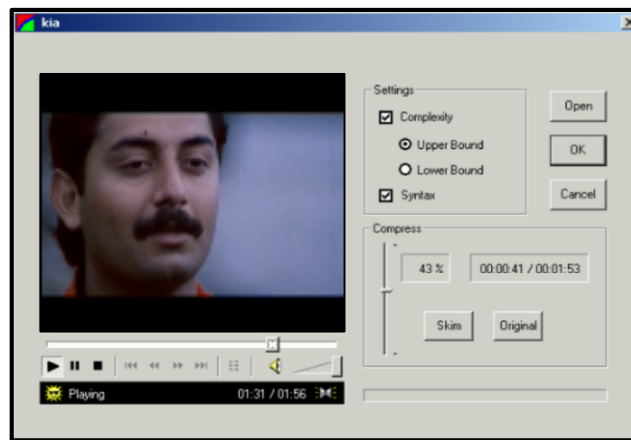 kia
Settings
Complexity
Upper Bound
Lower Bound
Syntax
Open
OK
Cancel
Compress
43 %
00:00:41 / 00:01:53
Skim
Original
Playing
01:31 / 01:56